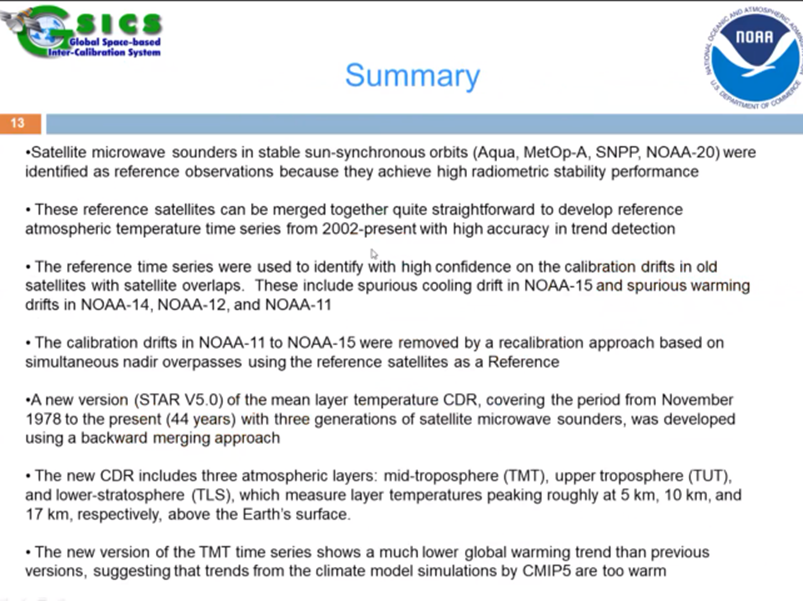 GSICS
Global Space-based
Inter-Calibration System
NATIONAL OCEANIC AND ATMOSPHERIC ADMINISTRATION
NOAA
U.S. DEPARTMENT OF COMMERCE
Summary
13
•Satellite microwave sounders in stable sun-synchronous orbits (Aqua, MetOp-A, SNPP, NOAA-20) were
identified as reference observations because they achieve high radiometric stability performance
• These reference satellites can be merged together quite straightforward to develop reference
atmospheric temperature time series from 2002-present with high accuracy in trend detection
• The reference time series were used to identify with high confidence on the calibration drifts in old
satellites with satellite overlaps.  These include spurious cooling drift in NOAA-15 and spurious warming
drifts in NOAA-14, NOAA-12, and NOAA-11
• The calibration drifts in NOAA-11 to NOAA-15 were removed by a recalibration approach based on
simultaneous nadir overpasses using the reference satellites as a Reference
•A new version (STAR V5.0) of the mean layer temperature CDR, covering the period from November
1978 to the present (44 years) with three generations of satellite microwave sounders, was developed
using a backward merging approach
• The new CDR includes three atmospheric layers: mid-troposphere (TMT), upper troposphere (TUT),
and lower-stratosphere (TLS), which measure layer temperatures peaking roughly at 5 km, 10 km, and
17 km, respectively, above the Earth's surface.
• The new version of the TMT time series shows a much lower global warming trend than previous
versions, suggesting that trends from the climate model simulations by CMIP5 are too warm